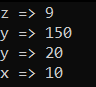 z => 9
y => 150
y => 20
x => 10